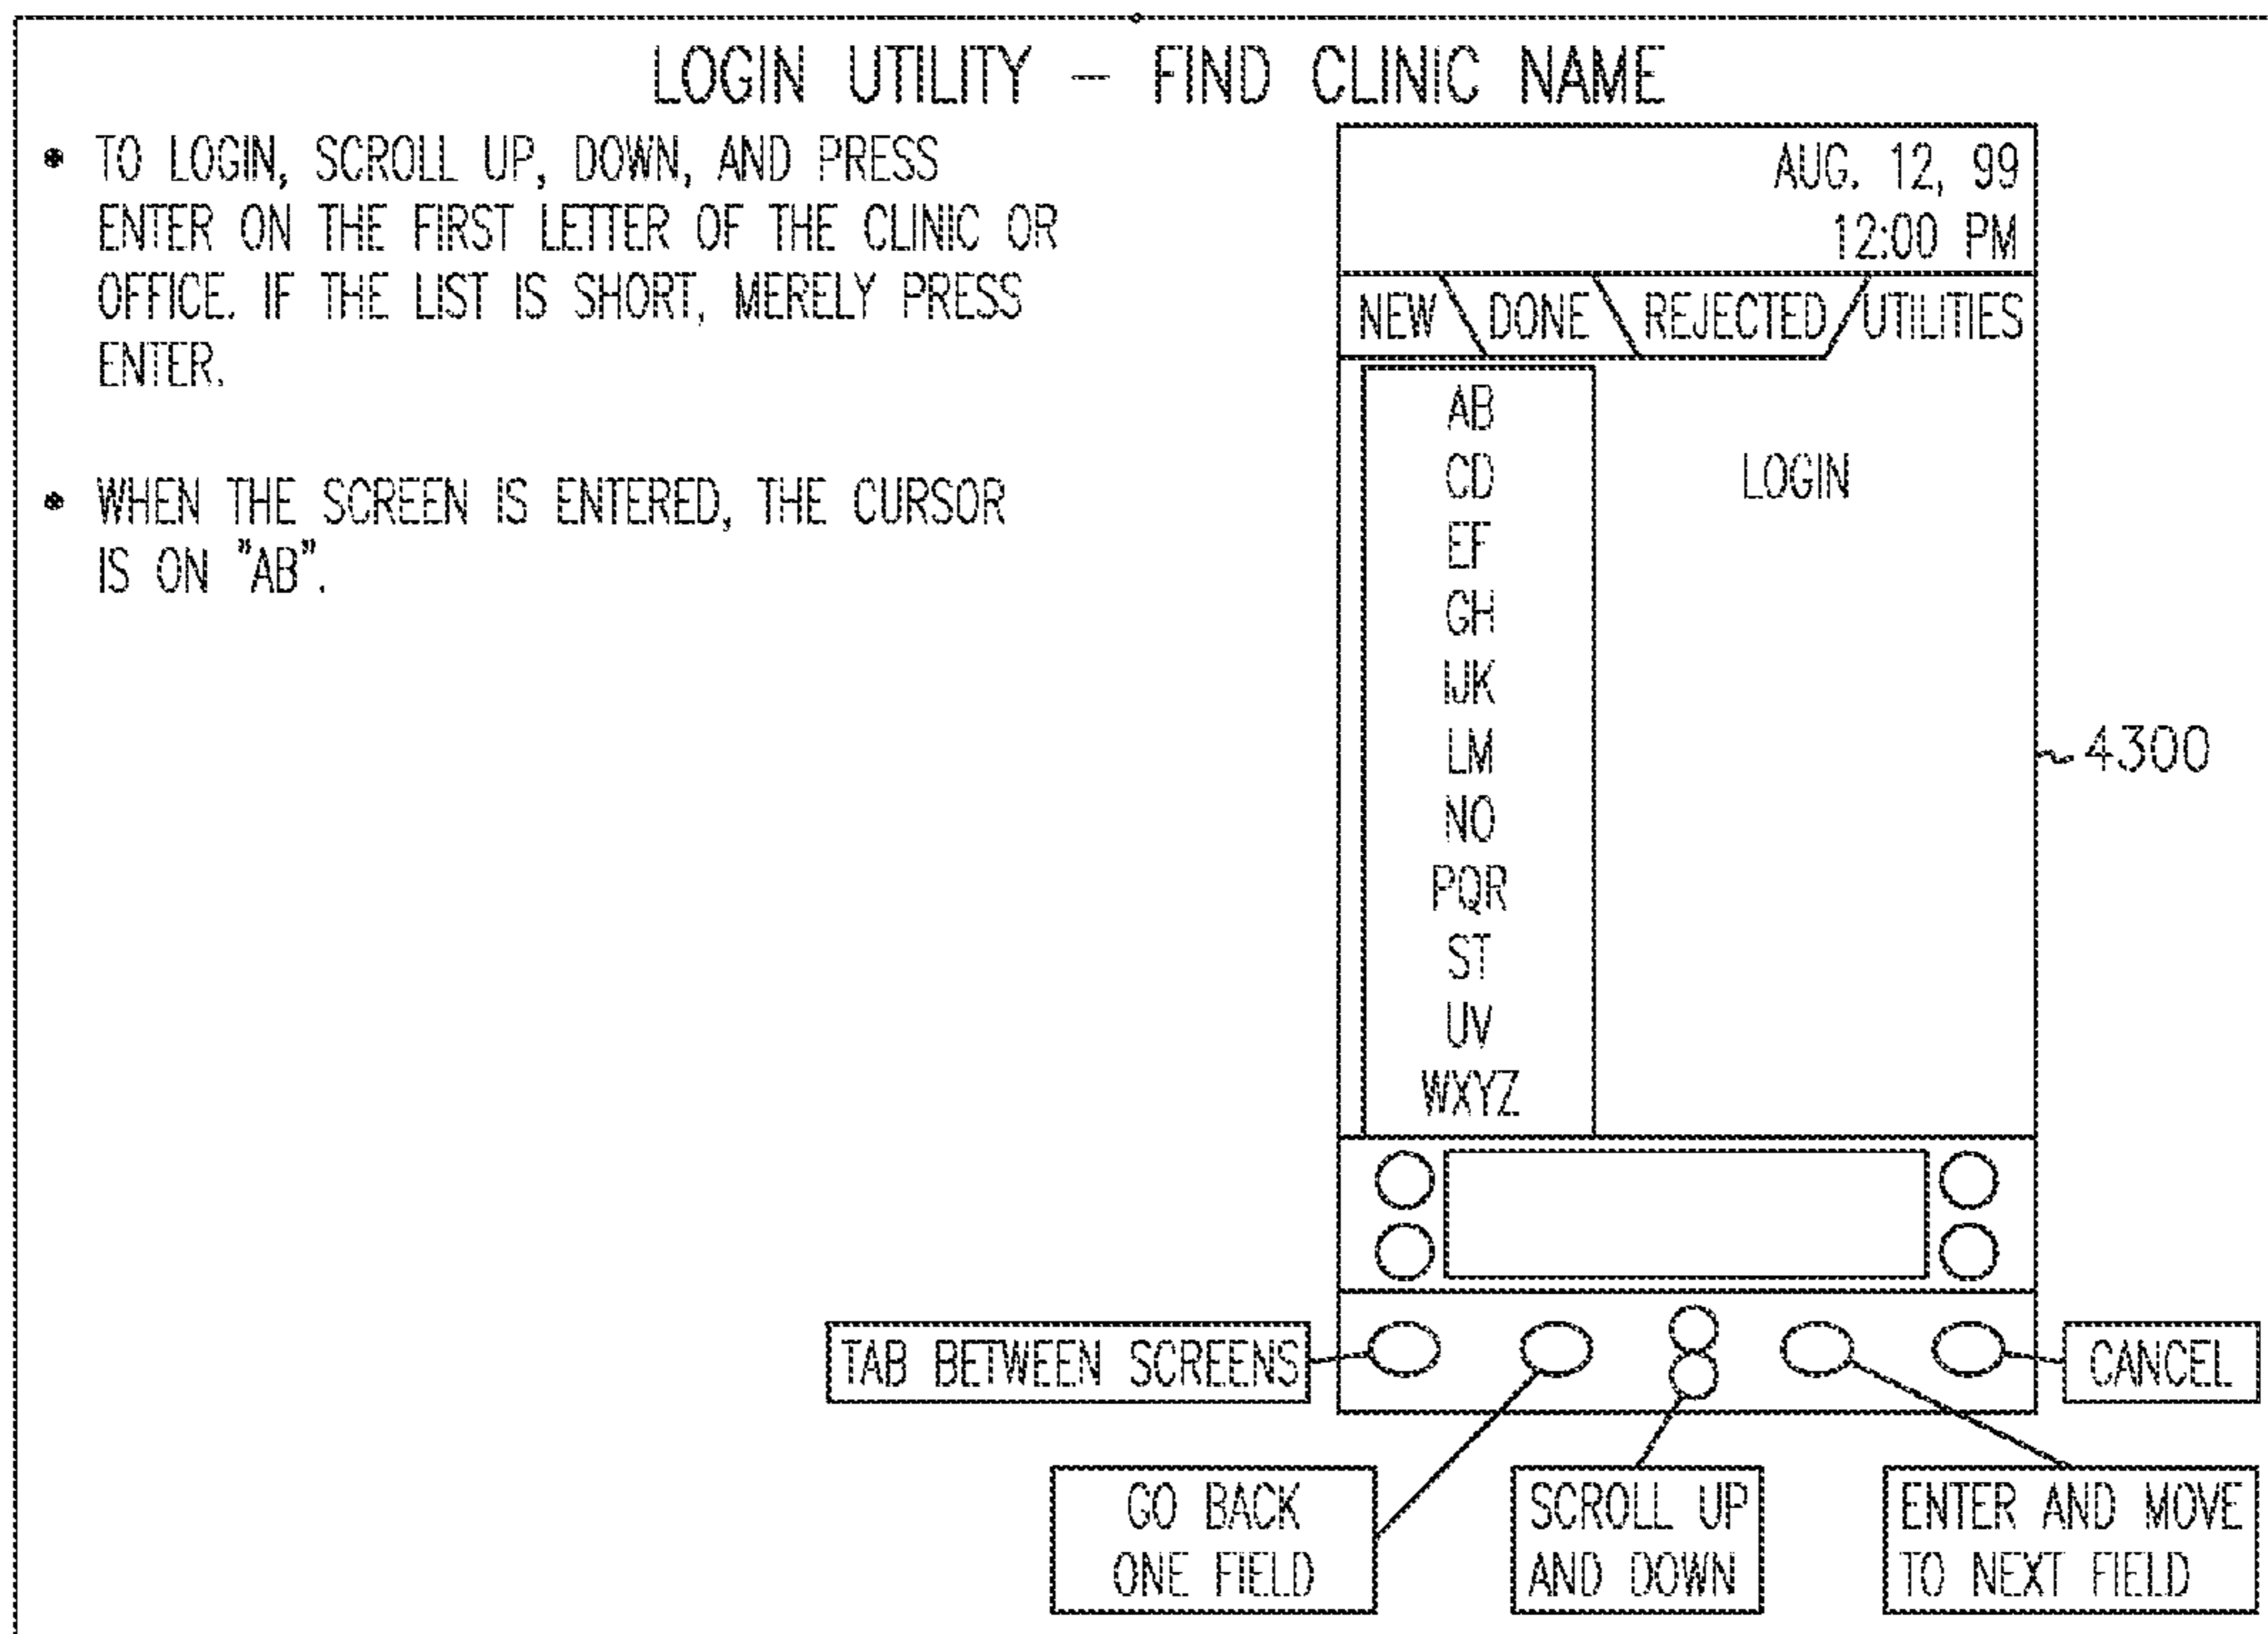 LOGIN UTILITY — FIND CLINIC NAME
• TO LOGIN, SCROLL UP, DOWN, AND PRESS
ENTER ON THE FIRST LETTER OF THE CLINIC OR
OFFICE. IF THE LIST IS SHORT, MERELY PRESS
ENTER.
• WHEN THE SCREEN IS ENTERED, THE CURSOR
IS ON "AB".
AUG. 12, 99
12:00 PM
NEW DONE REJECTED UTILITIES
AB
CD
EF
GH
IJK
LM
NO
PQR
ST
UV
WXYZ
LOGIN
4300
TAB BETWEEN SCREENS
CANCEL
GO BACK
ONE FIELD
SCROLL UP
AND DOWN
ENTER AND MOVE
TO NEXT FIELD